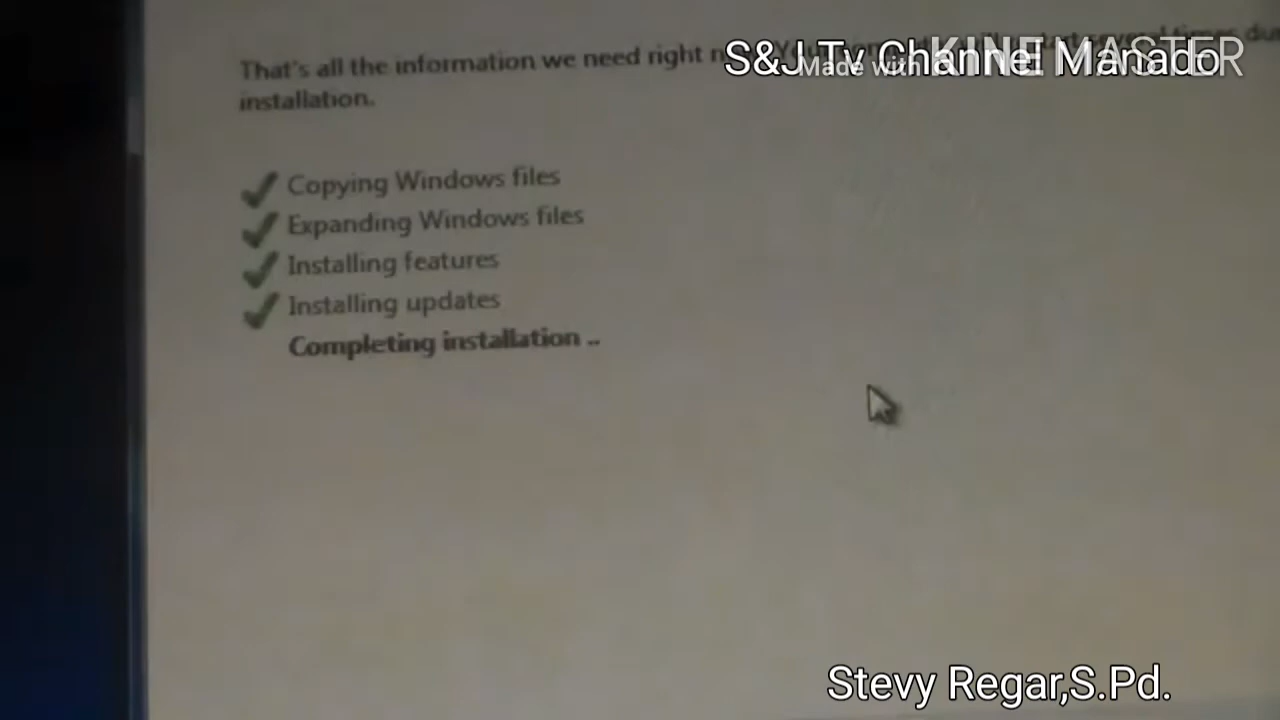 That's all the information we need right
S&J Tv Channel Manado
Made with KINEMASTER
installation.
Copying Windows files
Expanding Windows files
Installing features
Installing updates
Completing installation ..
Stevy Regar,S.Pd.